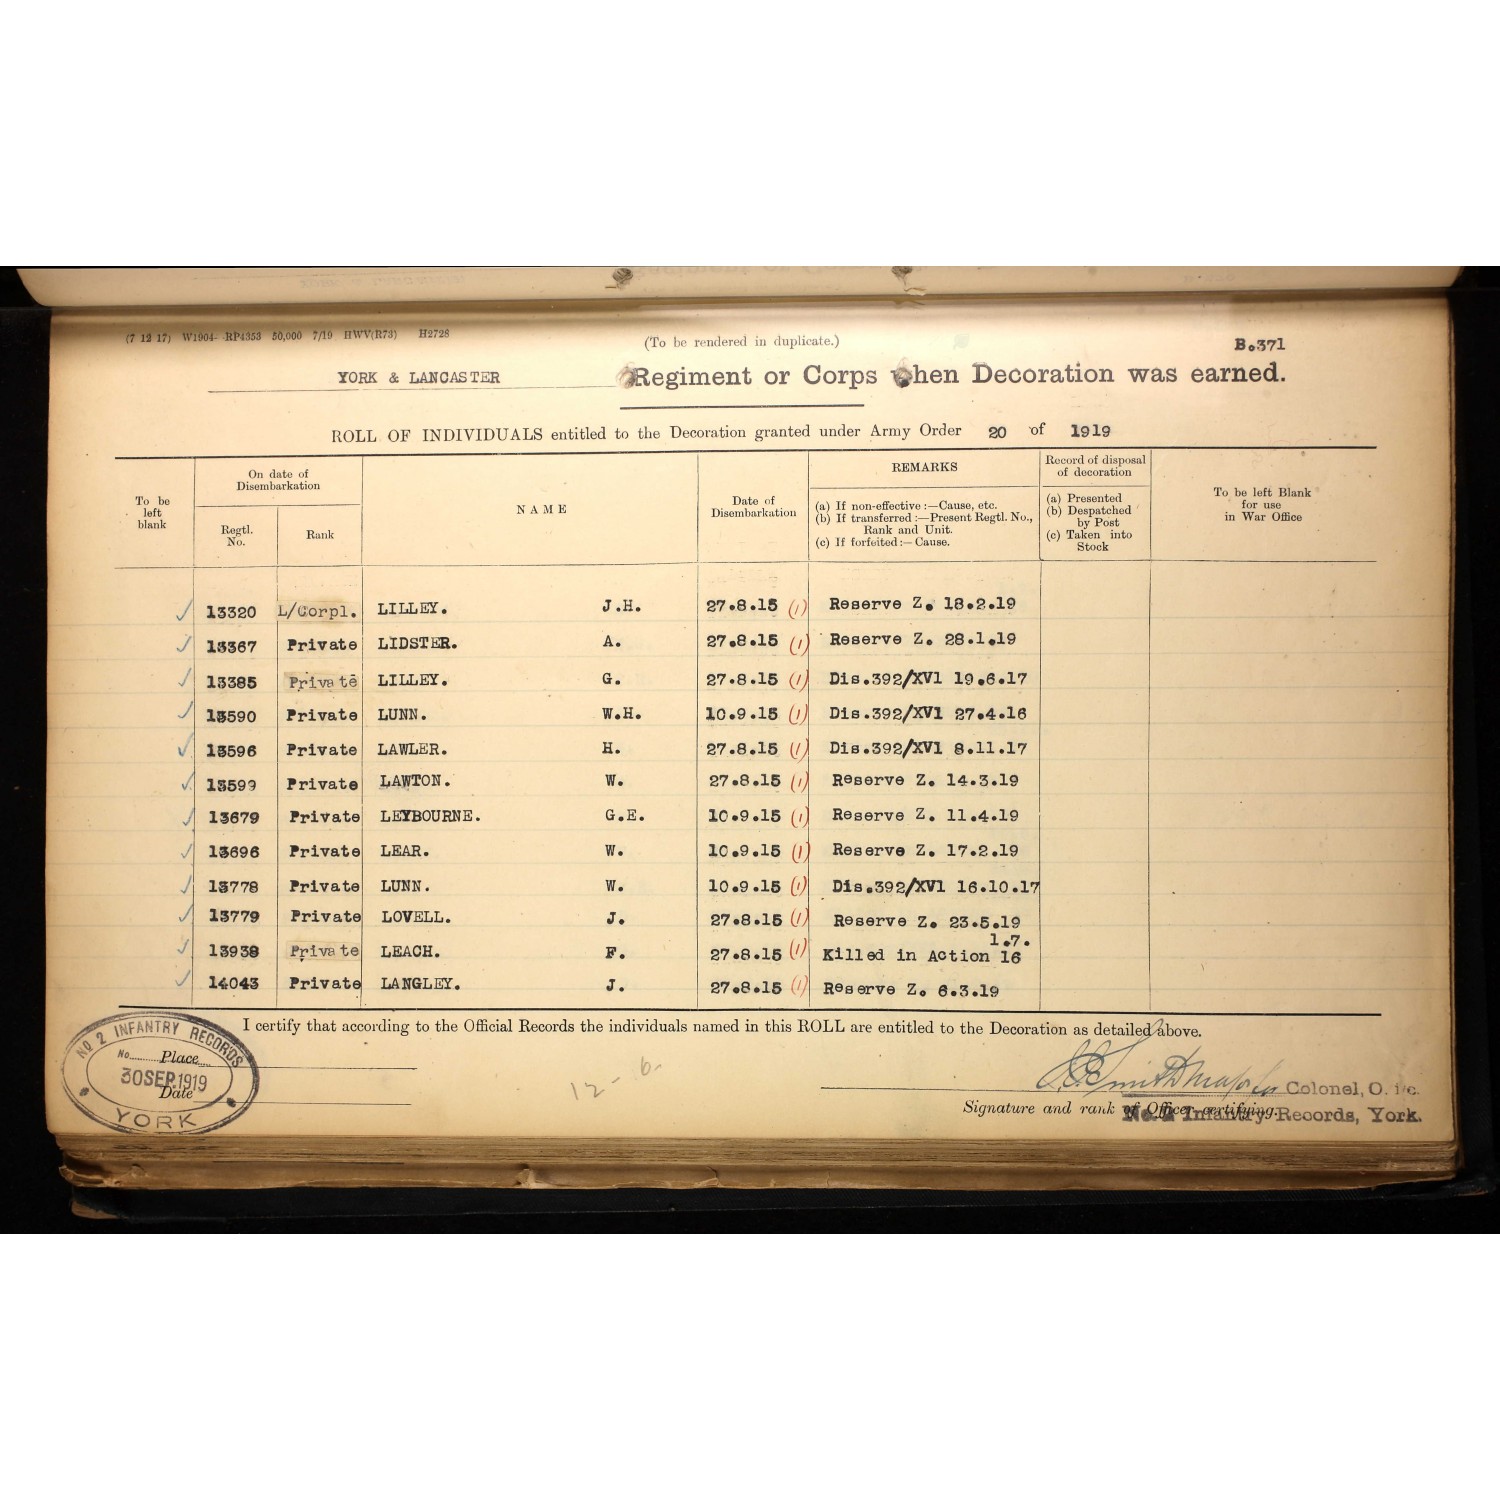 (7 12 17) W1904— RP4353 50,000 7/19 HWV(R73) H2728
(To be rendered in duplicate.)
B.371
YORK & LANCASTER Regiment or Corps when Decoration was earned.
ROLL OF INDIVIDUALS entitled to the Decoration granted under Army Order 20 of 1919
To be left blank
On date of Disembarkation
Regtl. No.
Rank
NAME
Date of Disembarkation
REMARKS
(a) If non-effective :—Cause, etc.
(b) If transferred :—Present Regtl. No., Rank and Unit.
(c) If forfeited :— Cause.
Record of disposal of decoration
(a) Presented
(b) Despatched by Post
(c) Taken into Stock
To be left Blank for use in War Office
13320 L/Corpl. LILLEY. J.H. 27.8.15 (1) Reserve Z. 18.2.19
13367 Private LIDSTER. A. 27.8.15 (1) Reserve Z. 28.1.19
13385 Private LILLEY. G. 27.8.15 (1) Dis.392/XV1 19.6.17
13590 Private LUNN. W.H. 10.9.15 (1) Dis.392/XV1 27.4.16
13596 Private LAWLER. H. 27.8.15 (1) Dis.392/XV1 8.11.17
13599 Private LAWTON. W. 27.8.15 (1) Reserve Z. 14.3.19
13679 Private LEYBOURNE. G.E. 10.9.15 (1) Reserve Z. 11.4.19
13696 Private LEAR. W. 10.9.15 (1) Reserve Z. 17.2.19
13778 Private LUNN. W. 10.9.15 (1) Dis.392/XV1 16.10.17
13779 Private LOVELL. J. 27.8.15 (1) Reserve Z. 23.5.19
13938 Private LEACH. F. 27.8.15 (1) Killed in Action 1.7.16
14043 Private LANGLEY. J. 27.8.15 (1) Reserve Z. 6.3.19
I certify that according to the Official Records the individuals named in this ROLL are entitled to the Decoration as detailed above.
No 2 INFANTRY RECORDS
No. Place
30 SEP. 1919
Date
YORK
12-6-
Colonel, O. i/c.
Signature and rank of Officer certifying.
No. 2 Infantry Records, York.